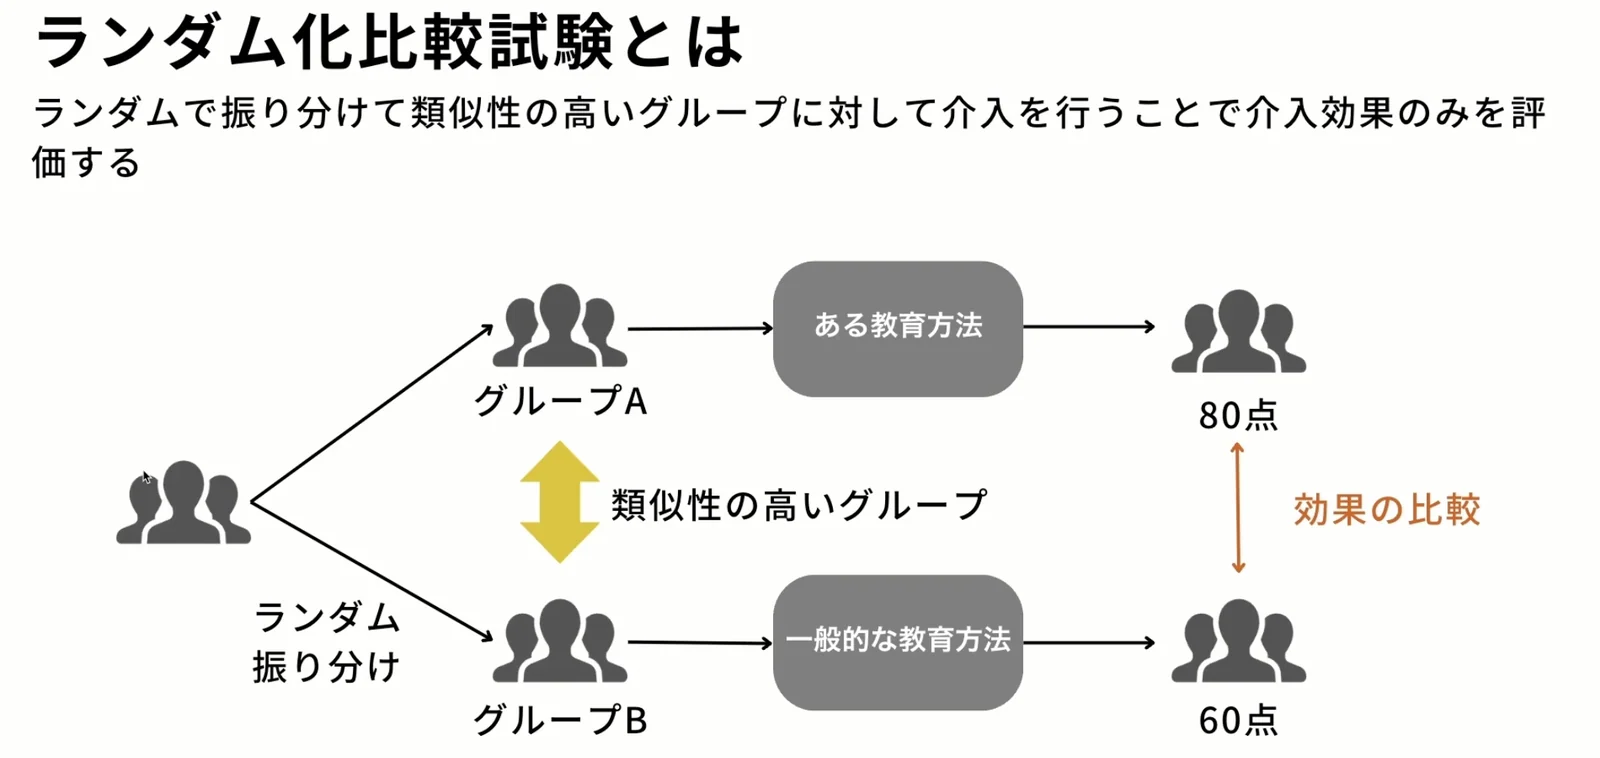 ランダム化比較試験とは
ランダムで振り分けて類似性の高いグループに対して介入を行うことで介入効果のみを評
価する
ある教育方法
グループA
80点
類似性の高いグループ
効果の比較
ランダム
振り分け
一般的な教育方法
グループB
60点